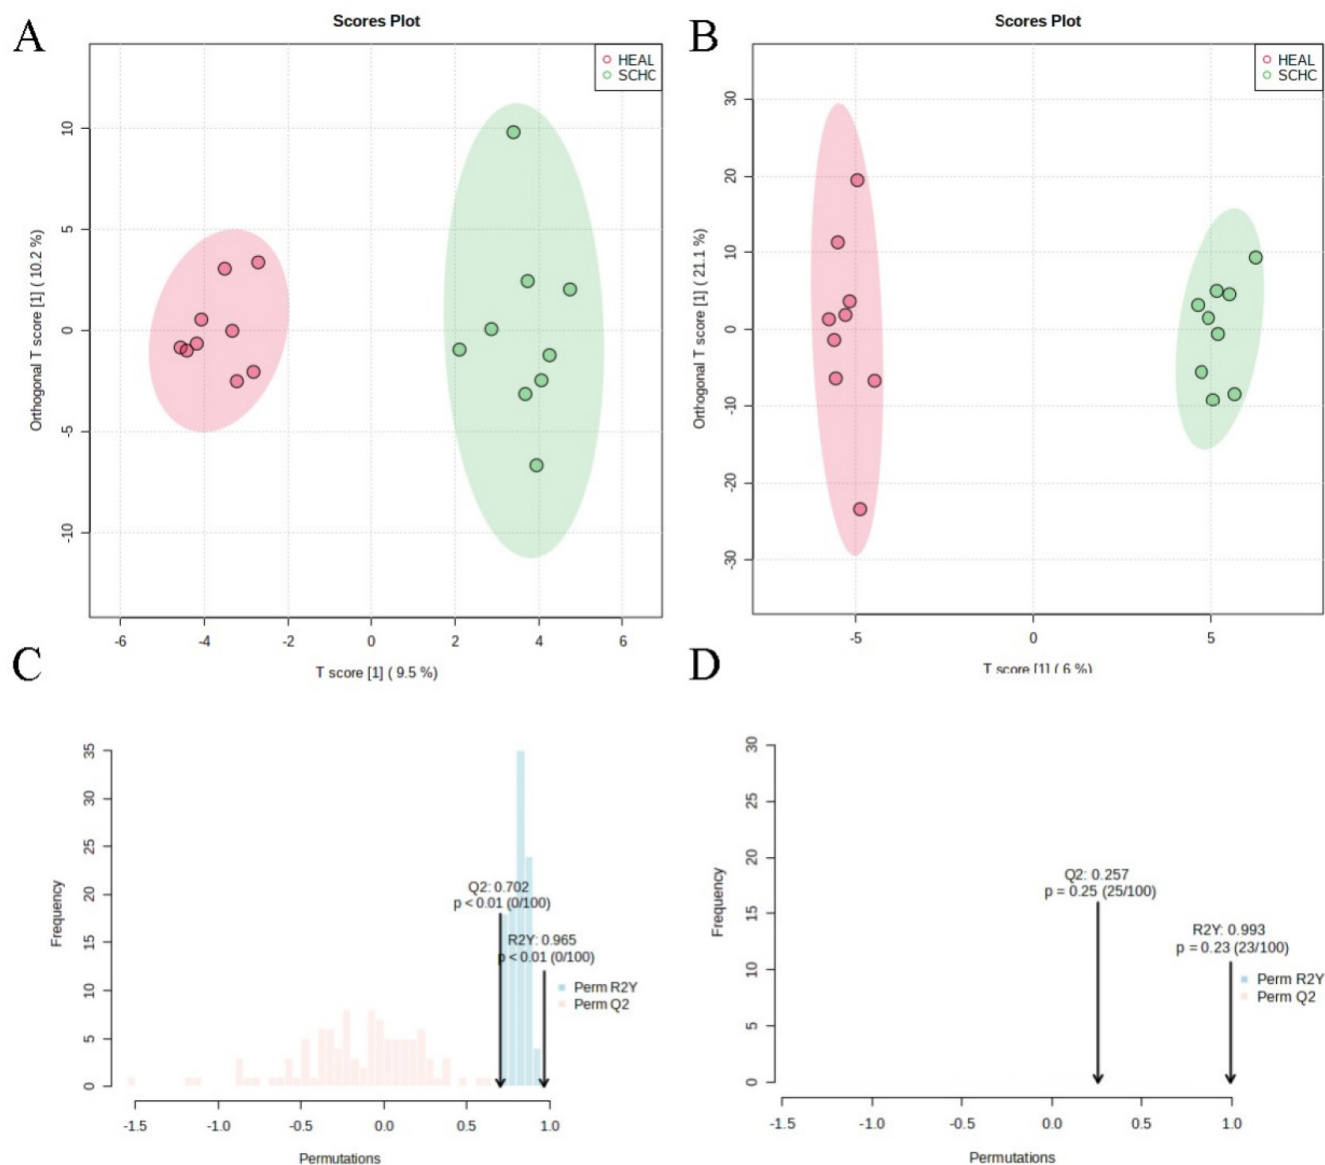 A
Scores Plot
HEAL
SCHC
Orthogonal T score [1] ( 10.2 %)
10
5
0
-5
-10
-6 -4 -2 0 2 4 6
T score [1] ( 9.5 %)
B
Scores Plot
HEAL
SCHC
Orthogonal T score [1] ( 21.1 %)
30
20
10
0
-10
-20
-30
-5 0 5
T score [1] ( 6 %)
C
Frequency
35
30
25
20
15
10
5
0
Q2: 0.702
p < 0.01 (0/100)
R2Y: 0.965
p < 0.01 (0/100)
Perm R2Y
Perm Q2
-1.5 -1.0 -0.5 0.0 0.5 1.0
Permutations
D
Frequency
30
25
20
15
10
5
0
Q2: 0.257
p = 0.25 (25/100)
R2Y: 0.993
p = 0.23 (23/100)
Perm R2Y
Perm Q2
-1.5 -1.0 -0.5 0.0 0.5 1.0
Permutations